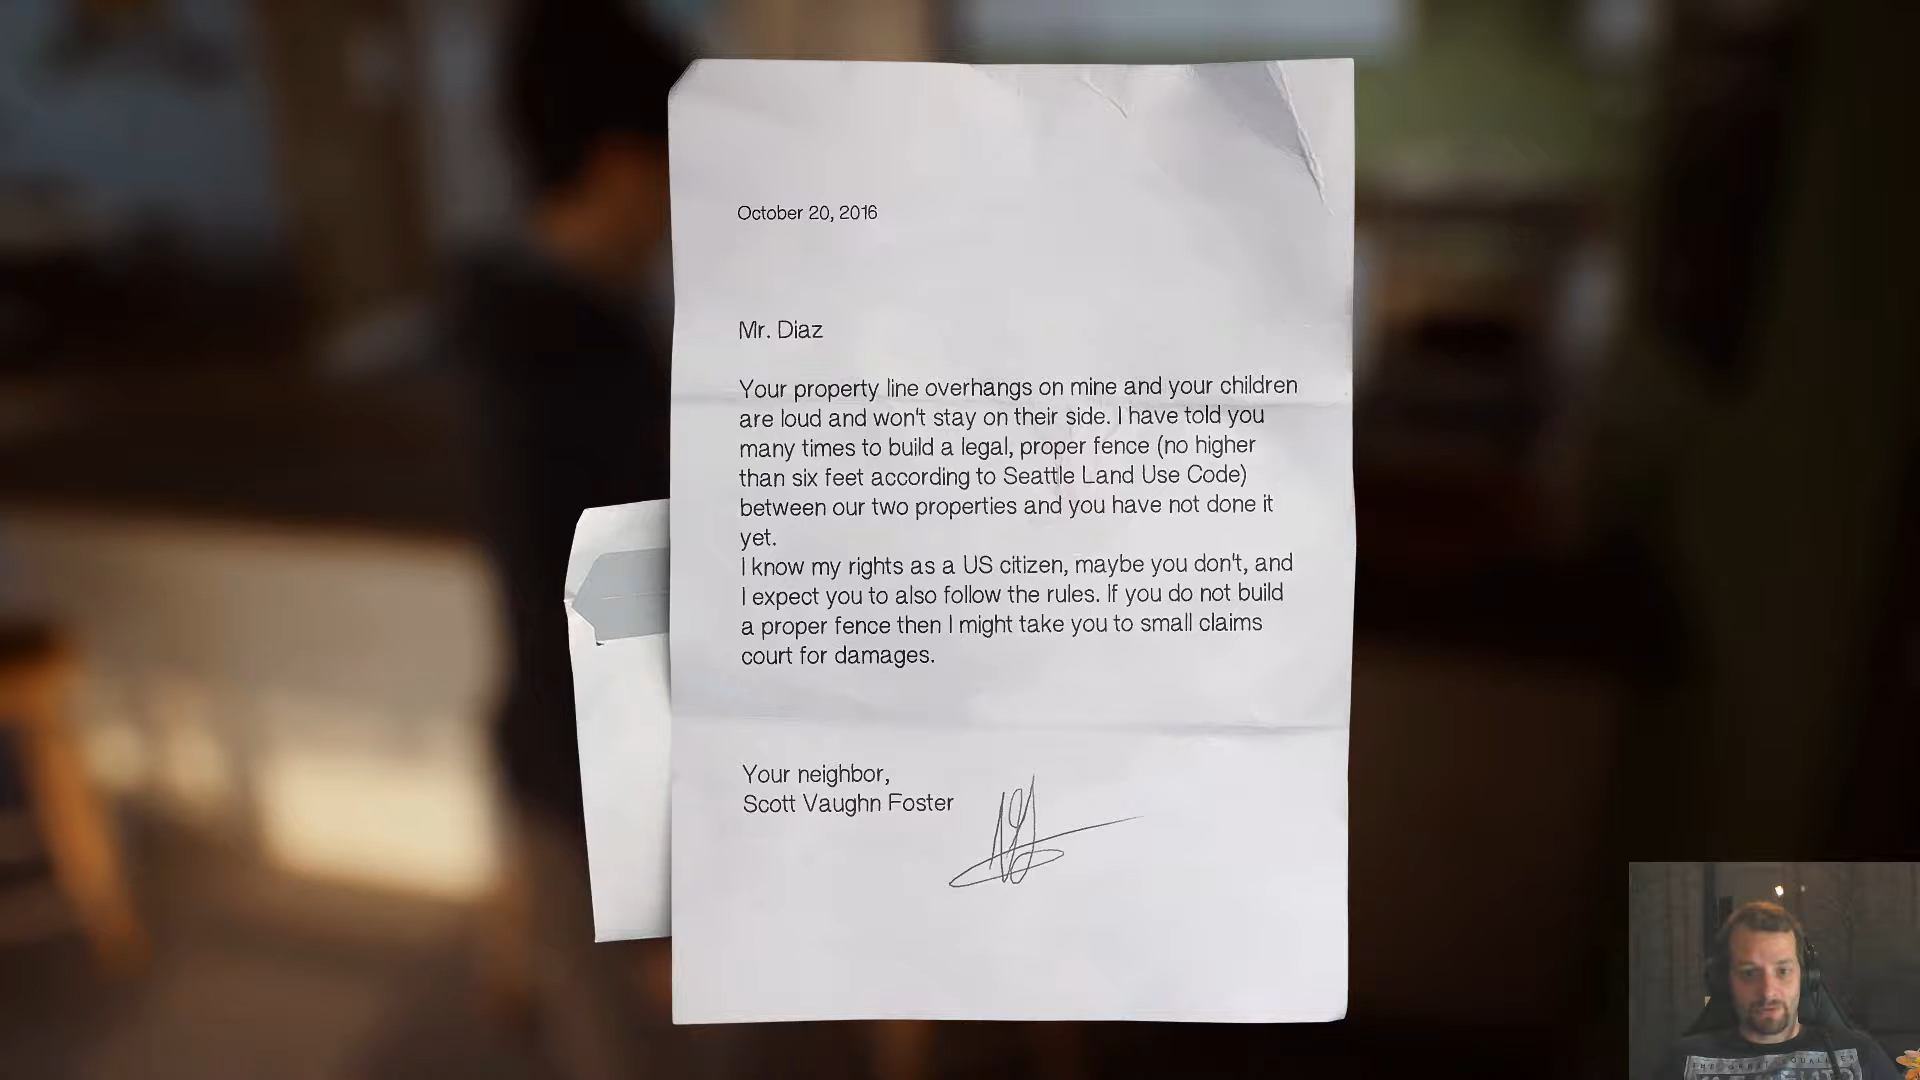 October 20, 2016
Mr. Diaz
Your property line overhangs on mine and your children
are loud and won't stay on their side. I have told you
many times to build a legal, proper fence (no higher
than six feet according to Seattle Land Use Code)
between our two properties and you have not done it
yet.
I know my rights as a US citizen, maybe you don't, and
I expect you to also follow the rules. If you do not build
a proper fence then I might take you to small claims
court for damages.
Your neighbor,
Scott Vaughn Foster